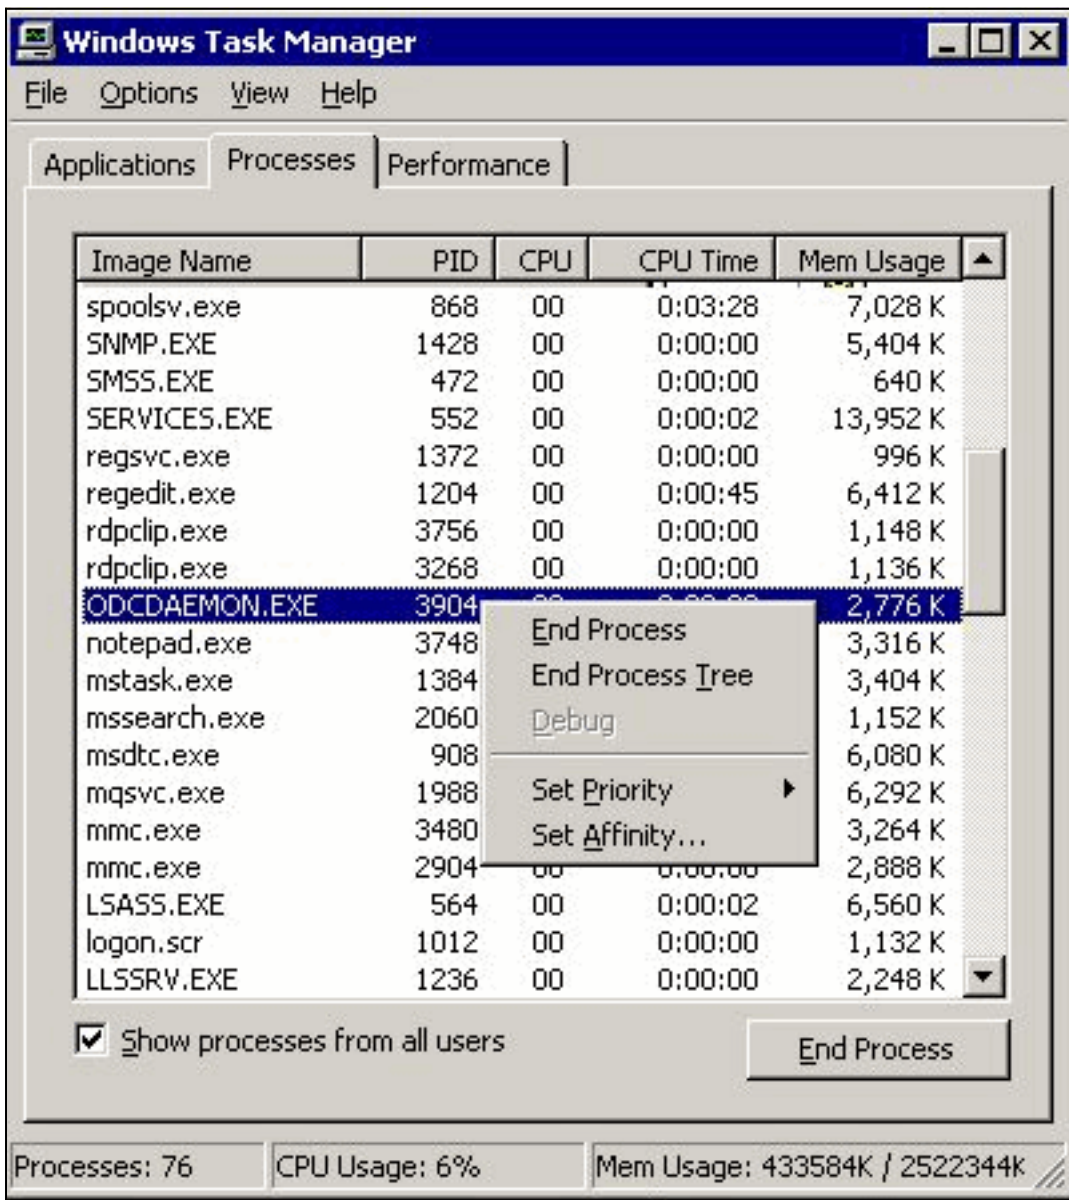 Windows Task Manager
File Options View Help
Applications Processes Performance
Image Name PID CPU CPU Time Mem Usage
spoolsv.exe 868 00 0:03:28 7,028 K
SNMP.EXE 1428 00 0:00:00 5,404 K
SMSS.EXE 472 00 0:00:00 640 K
SERVICES.EXE 552 00 0:00:02 13,952 K
regsvc.exe 1372 00 0:00:00 996 K
regedit.exe 1204 00 0:00:45 6,412 K
rdpclip.exe 3756 00 0:00:00 1,148 K
rdpclip.exe 3268 00 0:00:00 1,136 K
ODCDAEMON.EXE 3904 2,776 K
End Process
notepad.exe 3748 3,316 K
End Process Tree
mstask.exe 1384 3,404 K
Debug
mssearch.exe 2060 1,152 K
msdtc.exe 908 6,080 K
Set Priority
mqsvc.exe 1988 6,292 K
Set Affinity...
mmc.exe 3480 3,264 K
mmc.exe 2904 00 0:00:00 2,888 K
LSASS.EXE 564 00 0:00:02 6,560 K
logon.scr 1012 00 0:00:00 1,132 K
LLSSRV.EXE 1236 00 0:00:00 2,248 K
Show processes from all users End Process
Processes: 76 CPU Usage: 6% Mem Usage: 433584K / 2522344K